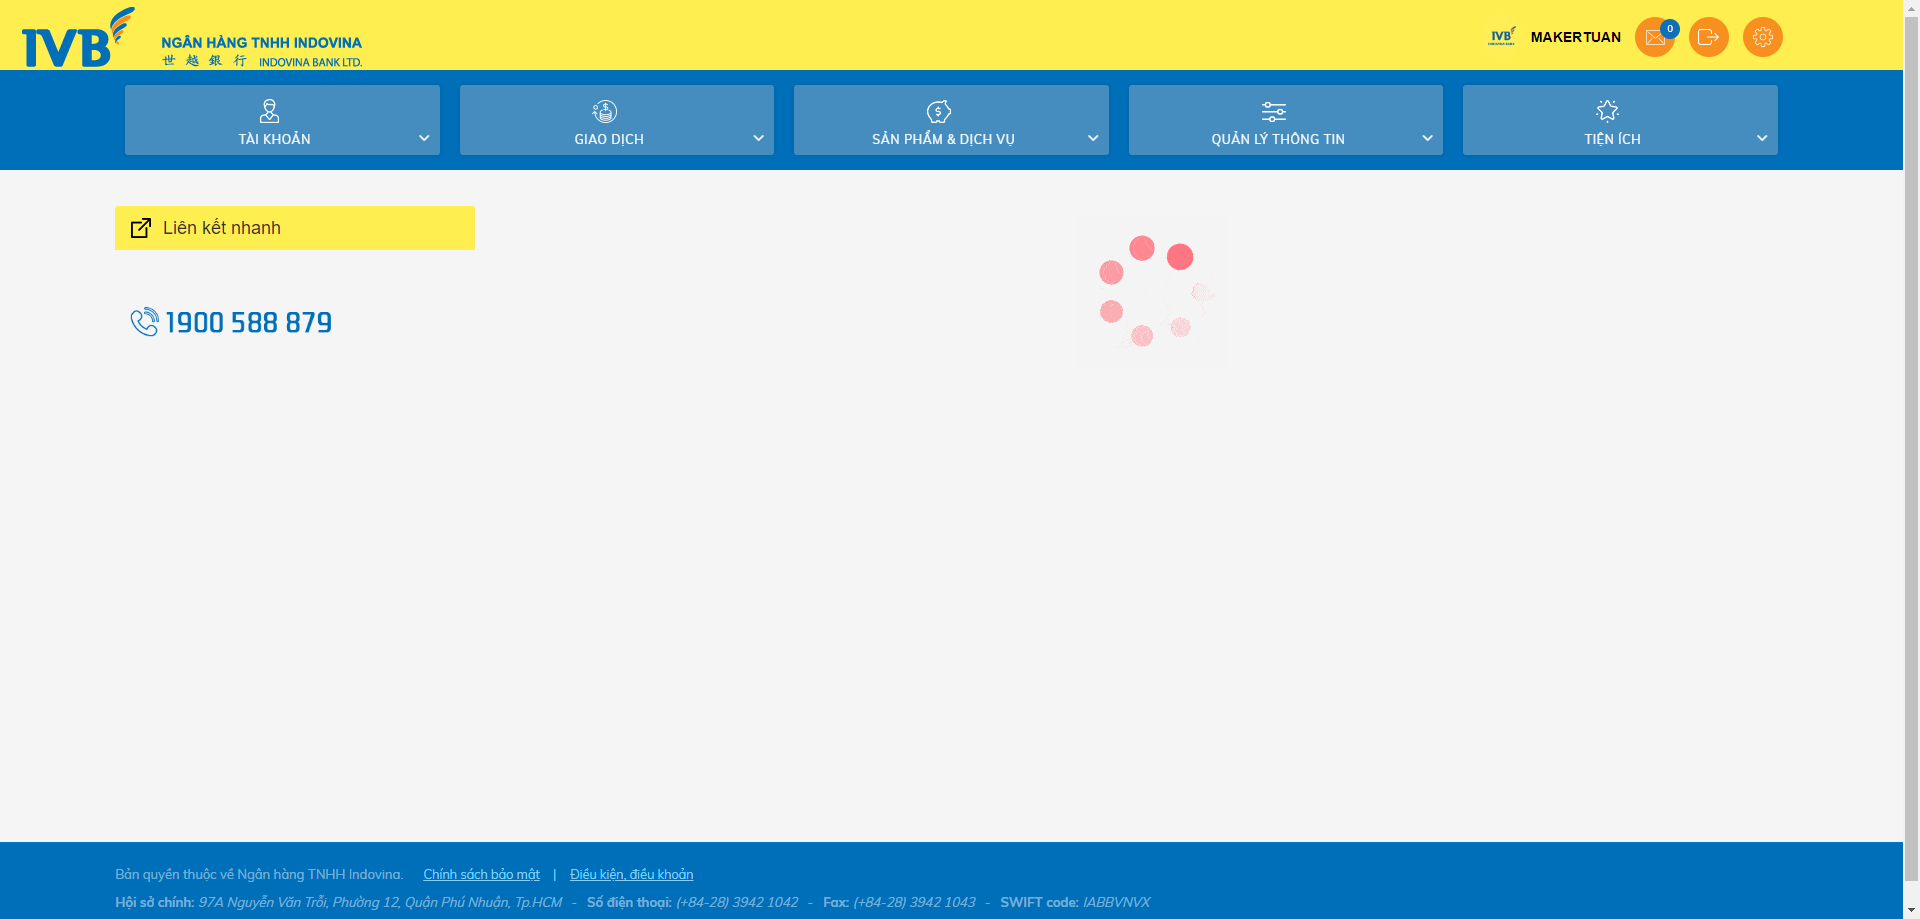 IVB
NGÂN HÀNG TNHH INDOVINA
世越銀行 INDOVINA BANK LTD.
IVB
MAKERTUAN
0
TÀI KHOẢN
GIAO DỊCH
SẢN PHẨM & DỊCH VỤ
QUẢN LÝ THÔNG TIN
TIỆN ÍCH
Liên kết nhanh
1900 588 879
Bản quyền thuộc về Ngân hàng TNHH Indovina. Chính sách bảo mật | Điều kiện, điều khoản
Hội sở chính: 97A Nguyễn Văn Trỗi, Phường 12, Quận Phú Nhuận, Tp.HCM - Số điện thoại: (+84-28) 3942 1042 - Fax: (+84-28) 3942 1043 - SWIFT code: IABBVNVX